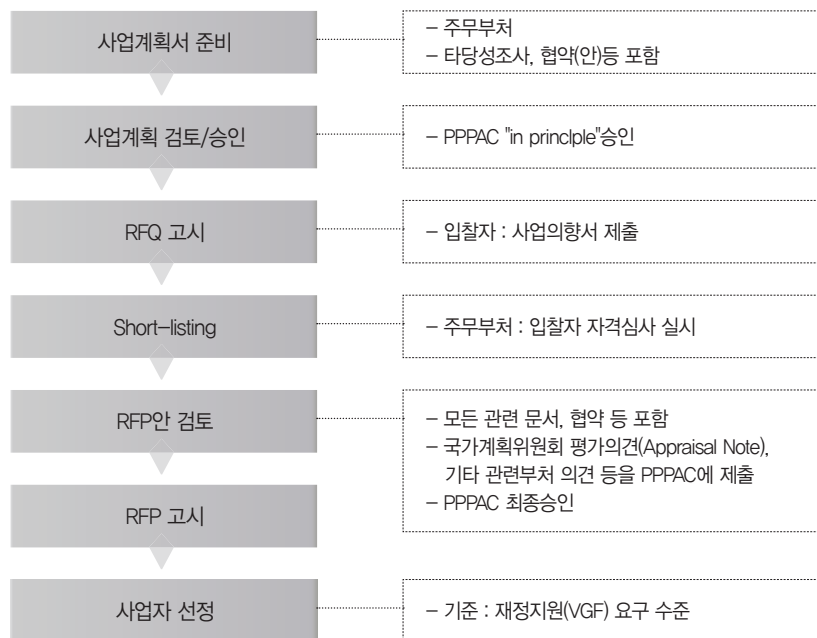 사업계획서 준비
– 주무부처
– 타당성조사, 협약(안)등 포함
사업계획 검토/승인
– PPPAC "in princlple"승인
RFQ 고시
– 입찰자 : 사업의향서 제출
Short–listing
– 주무부처 : 입찰자 자격심사 실시
RFP안 검토
– 모든 관련 문서, 협약 등 포함
– 국가계획위원회 평가의견(Appraisal Note),
기타 관련부처 의견 등을 PPPAC에 제출
– PPPAC 최종승인
RFP 고시
사업자 선정
– 기준 : 재정지원(VGF) 요구 수준